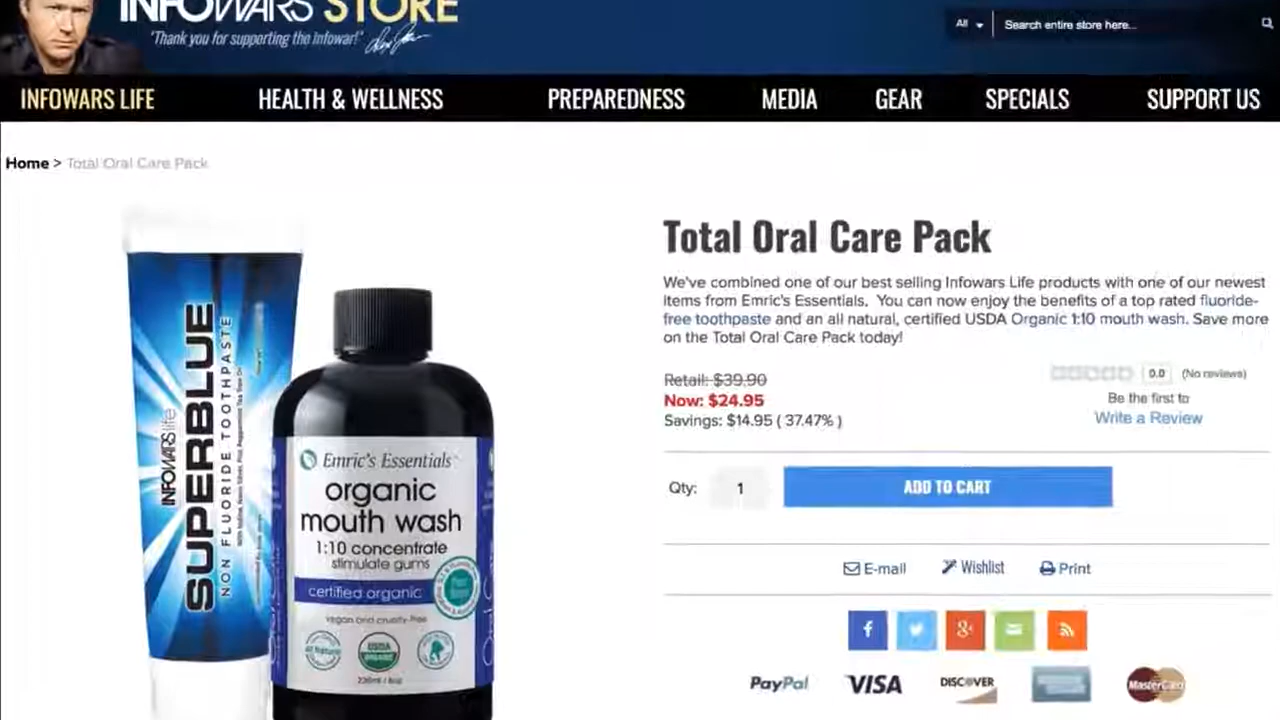 INFOWARS STORE
"Thank you for supporting the Infowar!"
All
Search entire store here...
INFOWARS LIFE
HEALTH & WELLNESS
PREPAREDNESS
MEDIA
GEAR
SPECIALS
SUPPORT US
Home > Total Oral Care Pack
Total Oral Care Pack
We've combined one of our best selling Infowars Life products with one of our newest
items from Emric's Essentials. You can now enjoy the benefits of a top rated fluoride-
free toothpaste and an all natural, certified USDA Organic 1:10 mouth wash. Save more
on the Total Oral Care Pack today!
Retail: $39.90
Now: $24.95
Savings: $14.95 ( 37.47% )
0.0 (No reviews)
Be the first to
Write a Review
Qty: 1
ADD TO CART
E-mail
Wishlist
Print
PayPal
VISA
DISCOVER
MasterCard
INFOWARS life
SUPERBLUE
NON FLUORIDE TOOTHPASTE
Emric's Essentials
organic
mouth wash
1:10 concentrate
stimulate gums
certified organic
vegan and cruelty-free
All Natural
USDA
ORGANIC